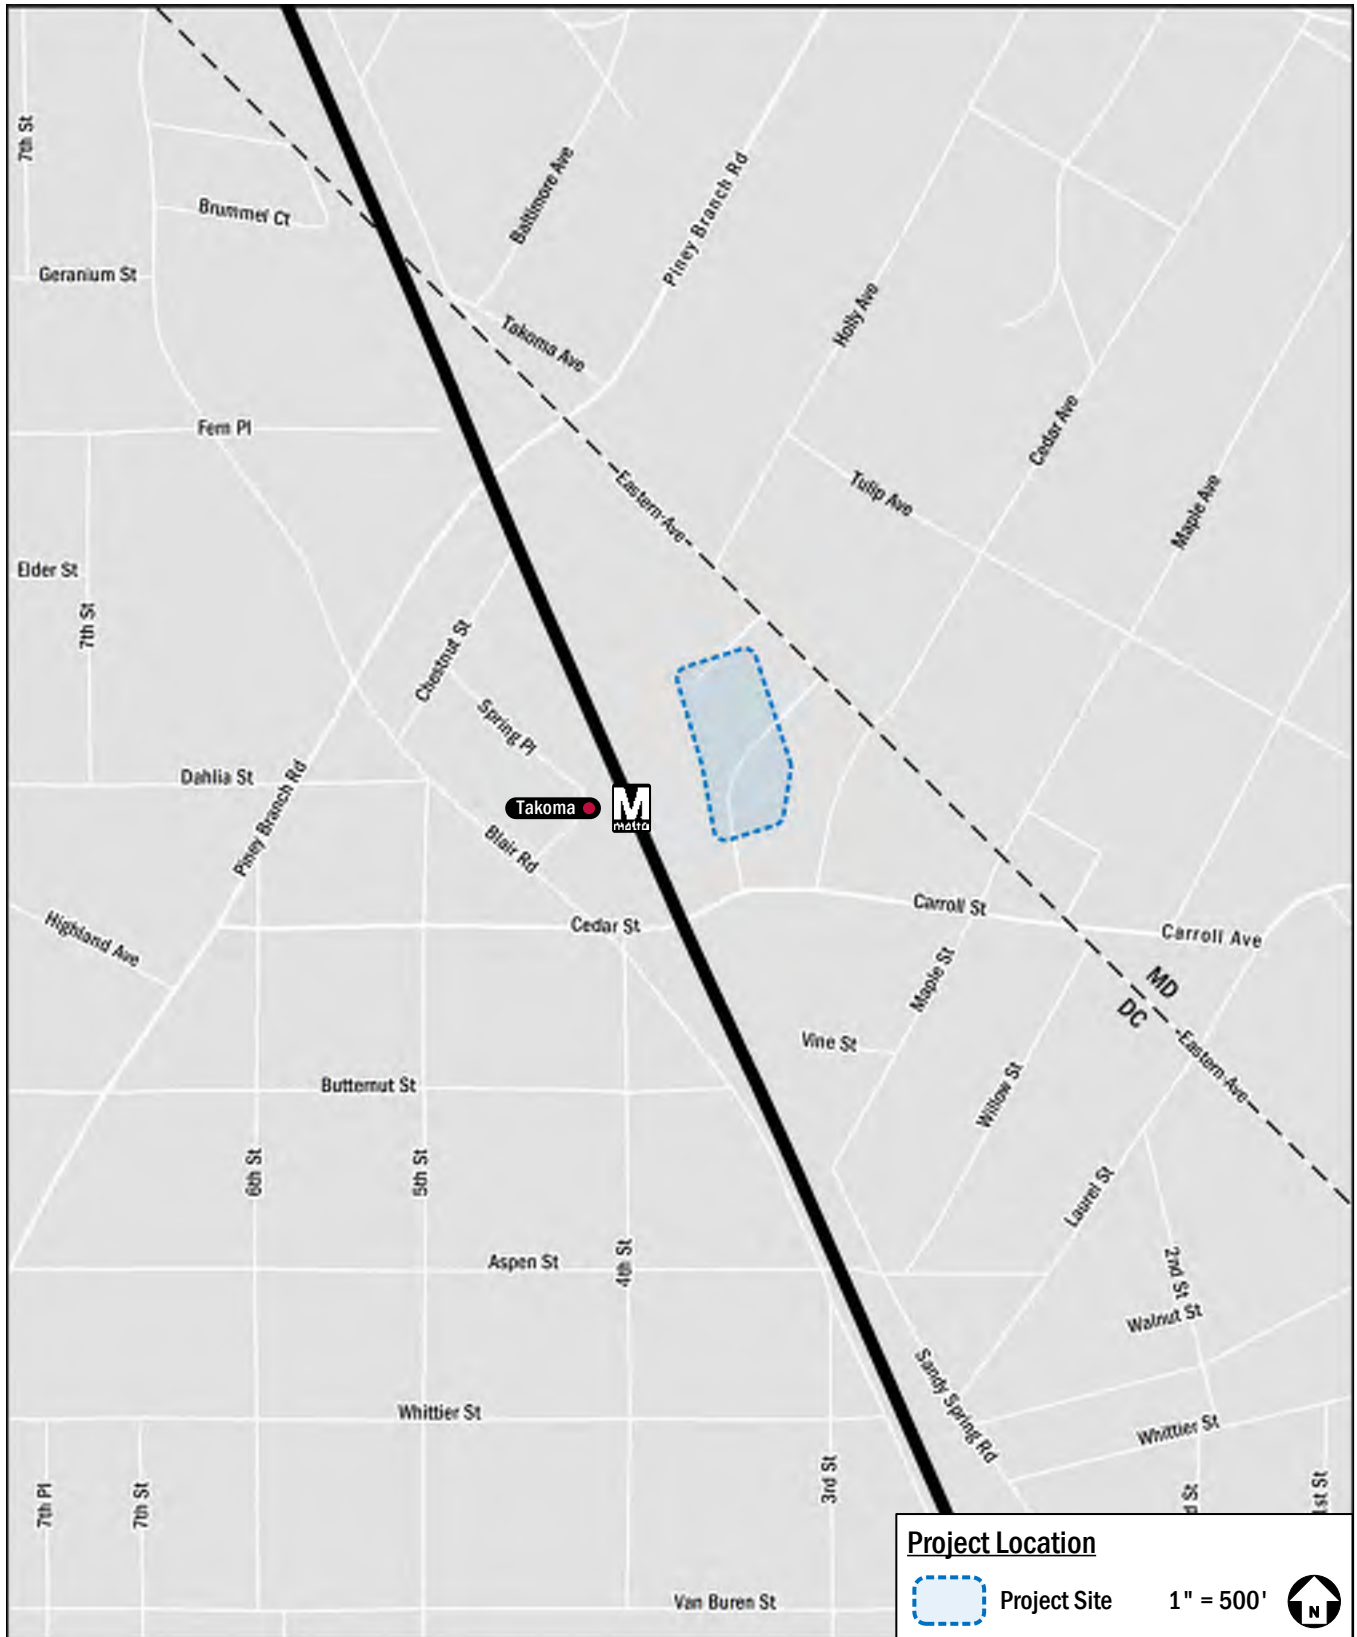 7th St
Baltimore Ave
Piney Branch Rd
Brummel Ct
Geranium St
Holly Ave
Takoma Ave
Cedar Ave
Fern Pl
Eastern Ave
Tulip Ave
Maple Ave
Elder St
7th St
Chestnut St
Spring Pl
Dahlia St
Piney Branch Rd
Takoma
M
metro
Blair Rd
Highland Ave
Cedar St
Carroll St
Carroll Ave
Maple St
MD
DC
Vine St
Eastern Ave
Willow St
Butternut St
6th St
5th St
Laurel St
4th St
Aspen St
2nd St
Walnut St
Sandy Spring Rd
Whittier St
Whittier St
7th Pl
7th St
3rd St
d St
1st St
Van Buren St
Project Location
Project Site
1" = 500'
N